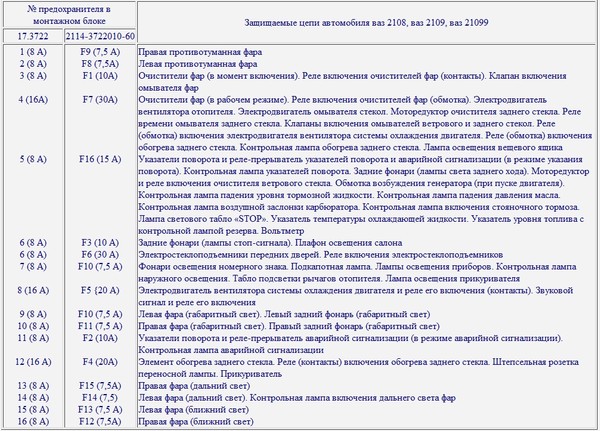 № предохранителя в монтажном блоке
Защищаемые цепи автомобиля ваз 2108, ваз 2109, ваз 21099
17.3722 2114-3722010-60
1 (8 А) F9 (7,5 А) Правая противотуманная фара
2 (8 А) F8 (7,5А) Левая противотуманная фара
3 (8 А) F1 (10А) Очистители фар (в момент включения). Реле включения очистителей фар (контакты). Клапан включения
омывателя фар
4 (16А) F7 (30А) Очистители фар (в рабочем режиме). Реле включения очистителей фар (обмотка). Электродвигатель
вентилятора отопителя. Электродвигатель омывателя стекол. Моторедуктор очистителя заднего стекла. Реле
времени омывателя заднего стекла. Клапаны включения омывателей ветрового и заднего стекол. Реле
(обмотка) включения электродвигателя вентилятора системы охлаждения двигателя. Реле (обмотка) включения
обогрева заднего стекла. Контрольная лампа обогрева заднего стекла. Лампа освещения вещевого ящика
5 (8 А) F16 (15 А) Указатели поворота и реле-прерыватель указателей поворота и аварийной сигнализации (в режиме указания
поворота). Контрольная лампа указателей поворота. Задние фонари (лампы света заднего хода). Моторедуктор
и реле включения очистителя ветрового стекла. Обмотка возбуждения генератора (при пуске двигателя).
Контрольная лампа падения уровня тормозной жидкости. Контрольная лампа падения давления масла.
Контрольная лампа воздушной заслонки карбюратора. Контрольная лампа включения стояночного тормоза.
Лампа светового табло «STOP». Указатель температуры охлаждающей жидкости. Указатель уровня топлива с
контрольной лампой резерва. Вольтметр
6 (8 А) F3 (10 А) Задние фонари (лампы стоп-сигнала). Плафон освещения салона
6 (8 А) F6 (30 А) Электростеклоподъемники передних дверей. Реле включения электростеклоподъемников
7 (8 А) F10 (7,5А) Фонари освещения номерного знака. Подкапотная лампа. Лампы освещения приборов. Контрольная лампа
наружного освещения. Табло подсветки рычагов отопителя. Лампа освещения прикуривателя
8 (16 А) F5 {20 А) Электродвигатель вентилятора системы охлаждения двигателя и реле его включения (контакты). Звуковой
сигнал и реле его включения
9 (8 А) F10 (7,5А) Левая фара (габаритный свет). Левый задний фонарь (габаритный свет)
10 (8 А) F11 (7,5 А) Правая фара (габаритный свет). Правый задний фонарь (габаритный свет)
11 (8 А) F2 (10А) Указатели поворота и реле-прерыватель аварийной сигнализации (в режиме аварийной сигнализации).
Контрольная лампа аварийной сигнализации
12 (16 А) F4 (20А) Элемент обогрева заднего стекла. Реле (контакты) включения обогрева заднего стекла. Штепсельная розетка
переносной лампы. Прикуриватель
13 (8 А) F15 (7,5А) Правая фара (дальний свет)
14 (8 А) F14 (7,5) Левая фара (дальний свет). Контрольная лампа включения дальнего света фар
15 (8 А) F13 (7,5 А) Левая фара (ближний свет)
16 (8 А) F12 (7,5А) Правая фара (ближний свет)